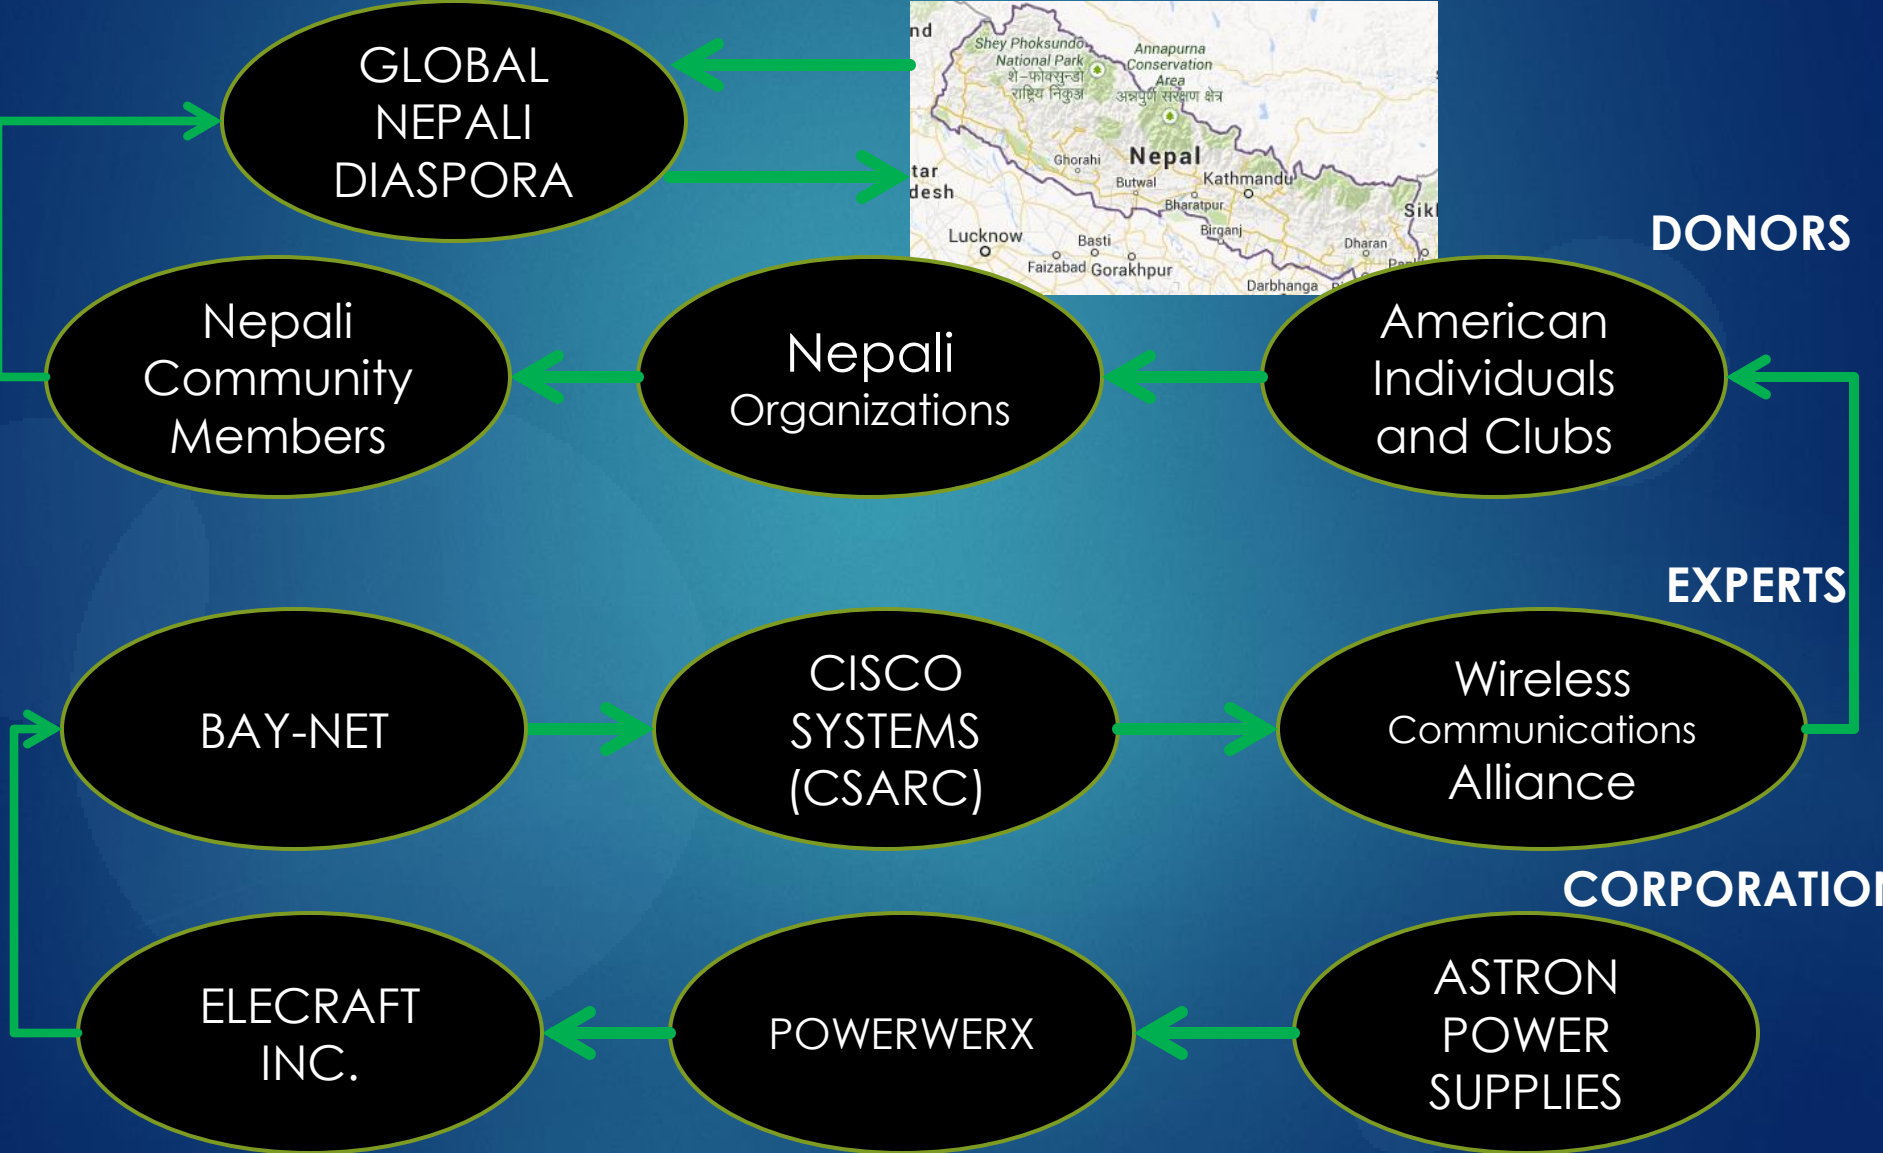 GLOBAL
NEPALI
DIASPORA
nd
Shey Phoksundo
National Park
शे-फोक्सुन्डो
राष्ट्रिय निकुञ्ज
Annapurna
Conservation
Area
अन्नपुर्ण संरक्षण क्षेत्र
Ghorahi
Nepal
tar
desh
Butwal
Kathmandu
Bharatpur
Sikl
Lucknow
Basti
Birganj
Dharan
Faizabad
Gorakhpur
Darbhanga
DONORS
Nepali
Community
Members
Nepali
Organizations
American
Individuals
and Clubs
EXPERTS
BAY-NET
CISCO
SYSTEMS
(CSARC)
Wireless
Communications
Alliance
CORPORATION
ELECRAFT
INC.
POWERWERX
ASTRON
POWER
SUPPLIES